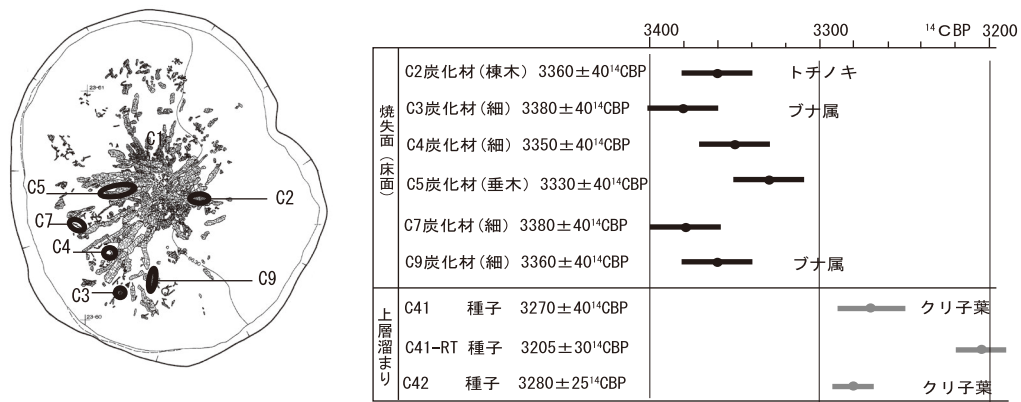 C1
C5
C2
C7
C4
C9
C3
23-61
23-60
3400 3300 ¹⁴CBP 3200
焼失面（床面）
C2炭化材(棟木) 3360±40¹⁴CBP トチノキ
C3炭化材(細) 3380±40¹⁴CBP ブナ属
C4炭化材(細) 3350±40¹⁴CBP
C5炭化材(垂木) 3330±40¹⁴CBP
C7炭化材(細) 3380±40¹⁴CBP
C9炭化材(細) 3360±40¹⁴CBP ブナ属
上層溜まり
C41 種子 3270±40¹⁴CBP クリ子葉
C41-RT 種子 3205±30¹⁴CBP
C42 種子 3280±25¹⁴CBP クリ子葉